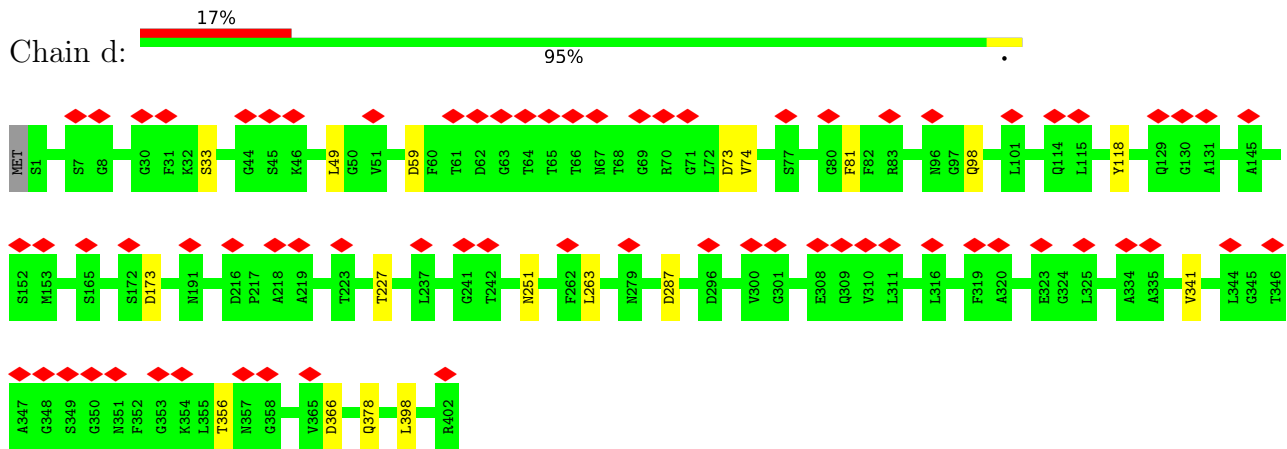 17%
Chain d:
95%
.
MET S1 S7 G8 G30 F31 K32 S33 G44 S45 K46 L49 G50 V51 D59 F60 T61 D62 G63 T64 T65 T66 N67 T68 G69 R70 G71 L72 D73 V74 S77 G80 F81 F82 R83 N96 G97 Q98 L101 Q114 L115 Y118 Q129 G130 A131 A145
S152 M153 S165 S172 D173 N191 D216 P217 A218 A219 T223 T227 L237 G241 T242 N251 F262 L263 N279 D287 D296 V300 G301 E308 Q309 V310 L311 L316 F319 A320 E323 G324 L325 A334 A335 V341 L344 G345 T346
A347 G348 S349 G350 N351 F352 G353 K354 L355 T356 N357 G358 V365 D366 Q378 L398 R402